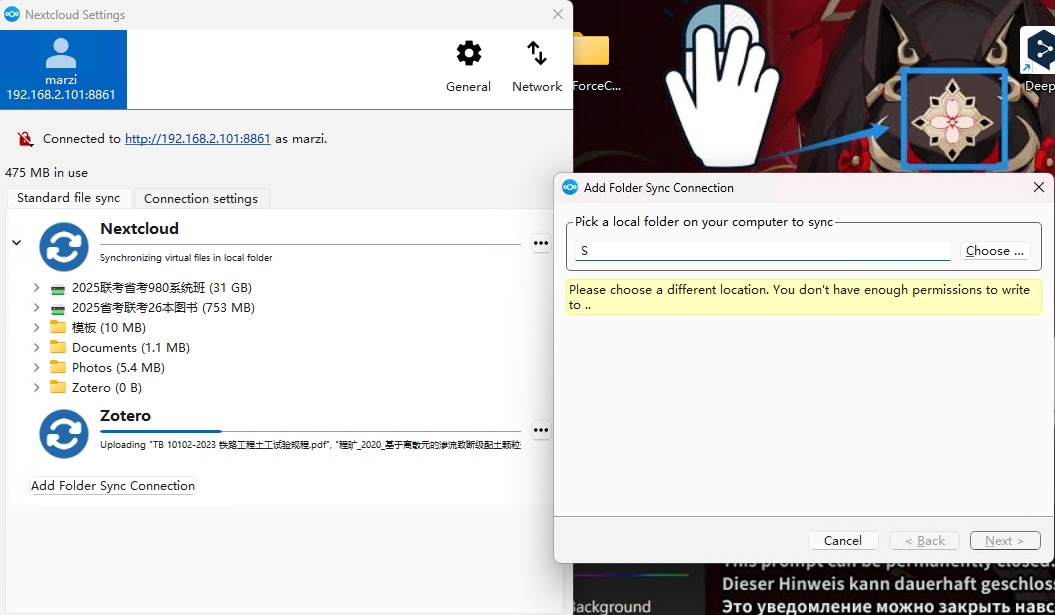 Nextcloud Settings
marzi
192.168.2.101:8861
General
Network
Connected to http://192.168.2.101:8861 as marzi.
475 MB in use
Standard file sync
Connection settings
Nextcloud
Synchronizing virtual files in local folder
2025联考省考980系统班 (31 GB)
2025省考联考26本图书 (753 MB)
模板 (10 MB)
Documents (1.1 MB)
Photos (5.4 MB)
Zotero (0 B)
Zotero
Uploading "TB 10102-2023 铁路工程土工试验规程.pdf", "程旷_2020_基于离散元的渗流致断级配土颗粒
Add Folder Sync Connection
ForceC...
Deep
Add Folder Sync Connection
Pick a local folder on your computer to sync
S
Choose ...
Please choose a different location. You don't have enough permissions to write
to ..
Cancel
< Back
Next >
This prompt can be permanently closed.
Dieser Hinweis kann dauerhaft geschloss
Background
Это уведомление можно закрыть навс